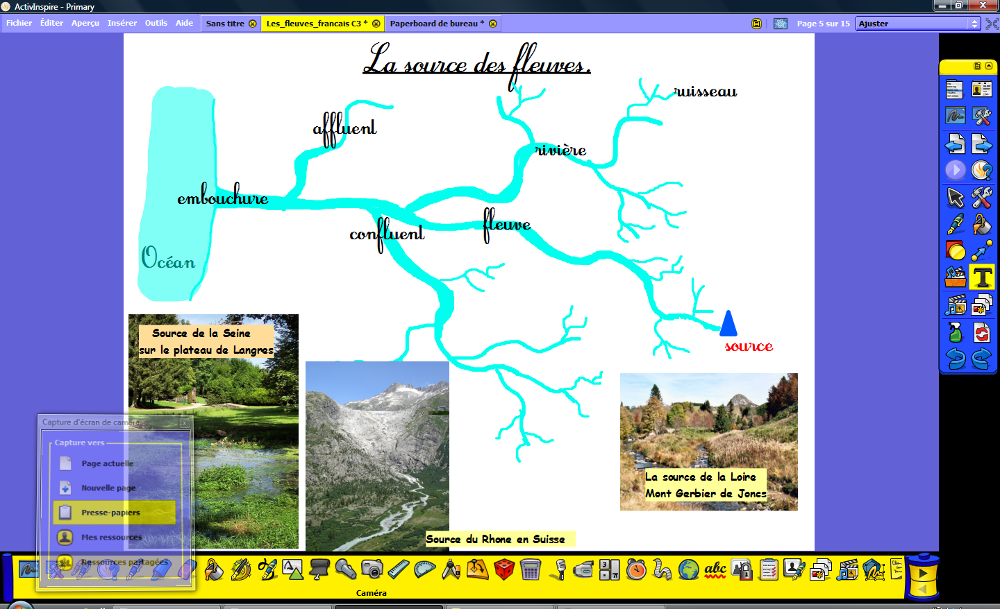 ActivInspire - Primary
Fichier Éditer Aperçu Insérer Outils Aide
Sans titre
Les_fleuves_francais C3 *
Paperboard de bureau *
Page 5 sur 15
Ajuster
La source des fleuves.
ruisseau
affluent
rivière
embouchure
fleuve
confluent
Océan
source
Source de la Seine
sur le plateau de Langres
La source de la Loire
Mont Gerbier de Joncs
Source du Rhone en Suisse
Capture d'écran de caméra
Capture vers
Page actuelle
Nouvelle page
Presse-papiers
Mes ressources
Ressources partagées
abc
Caméra